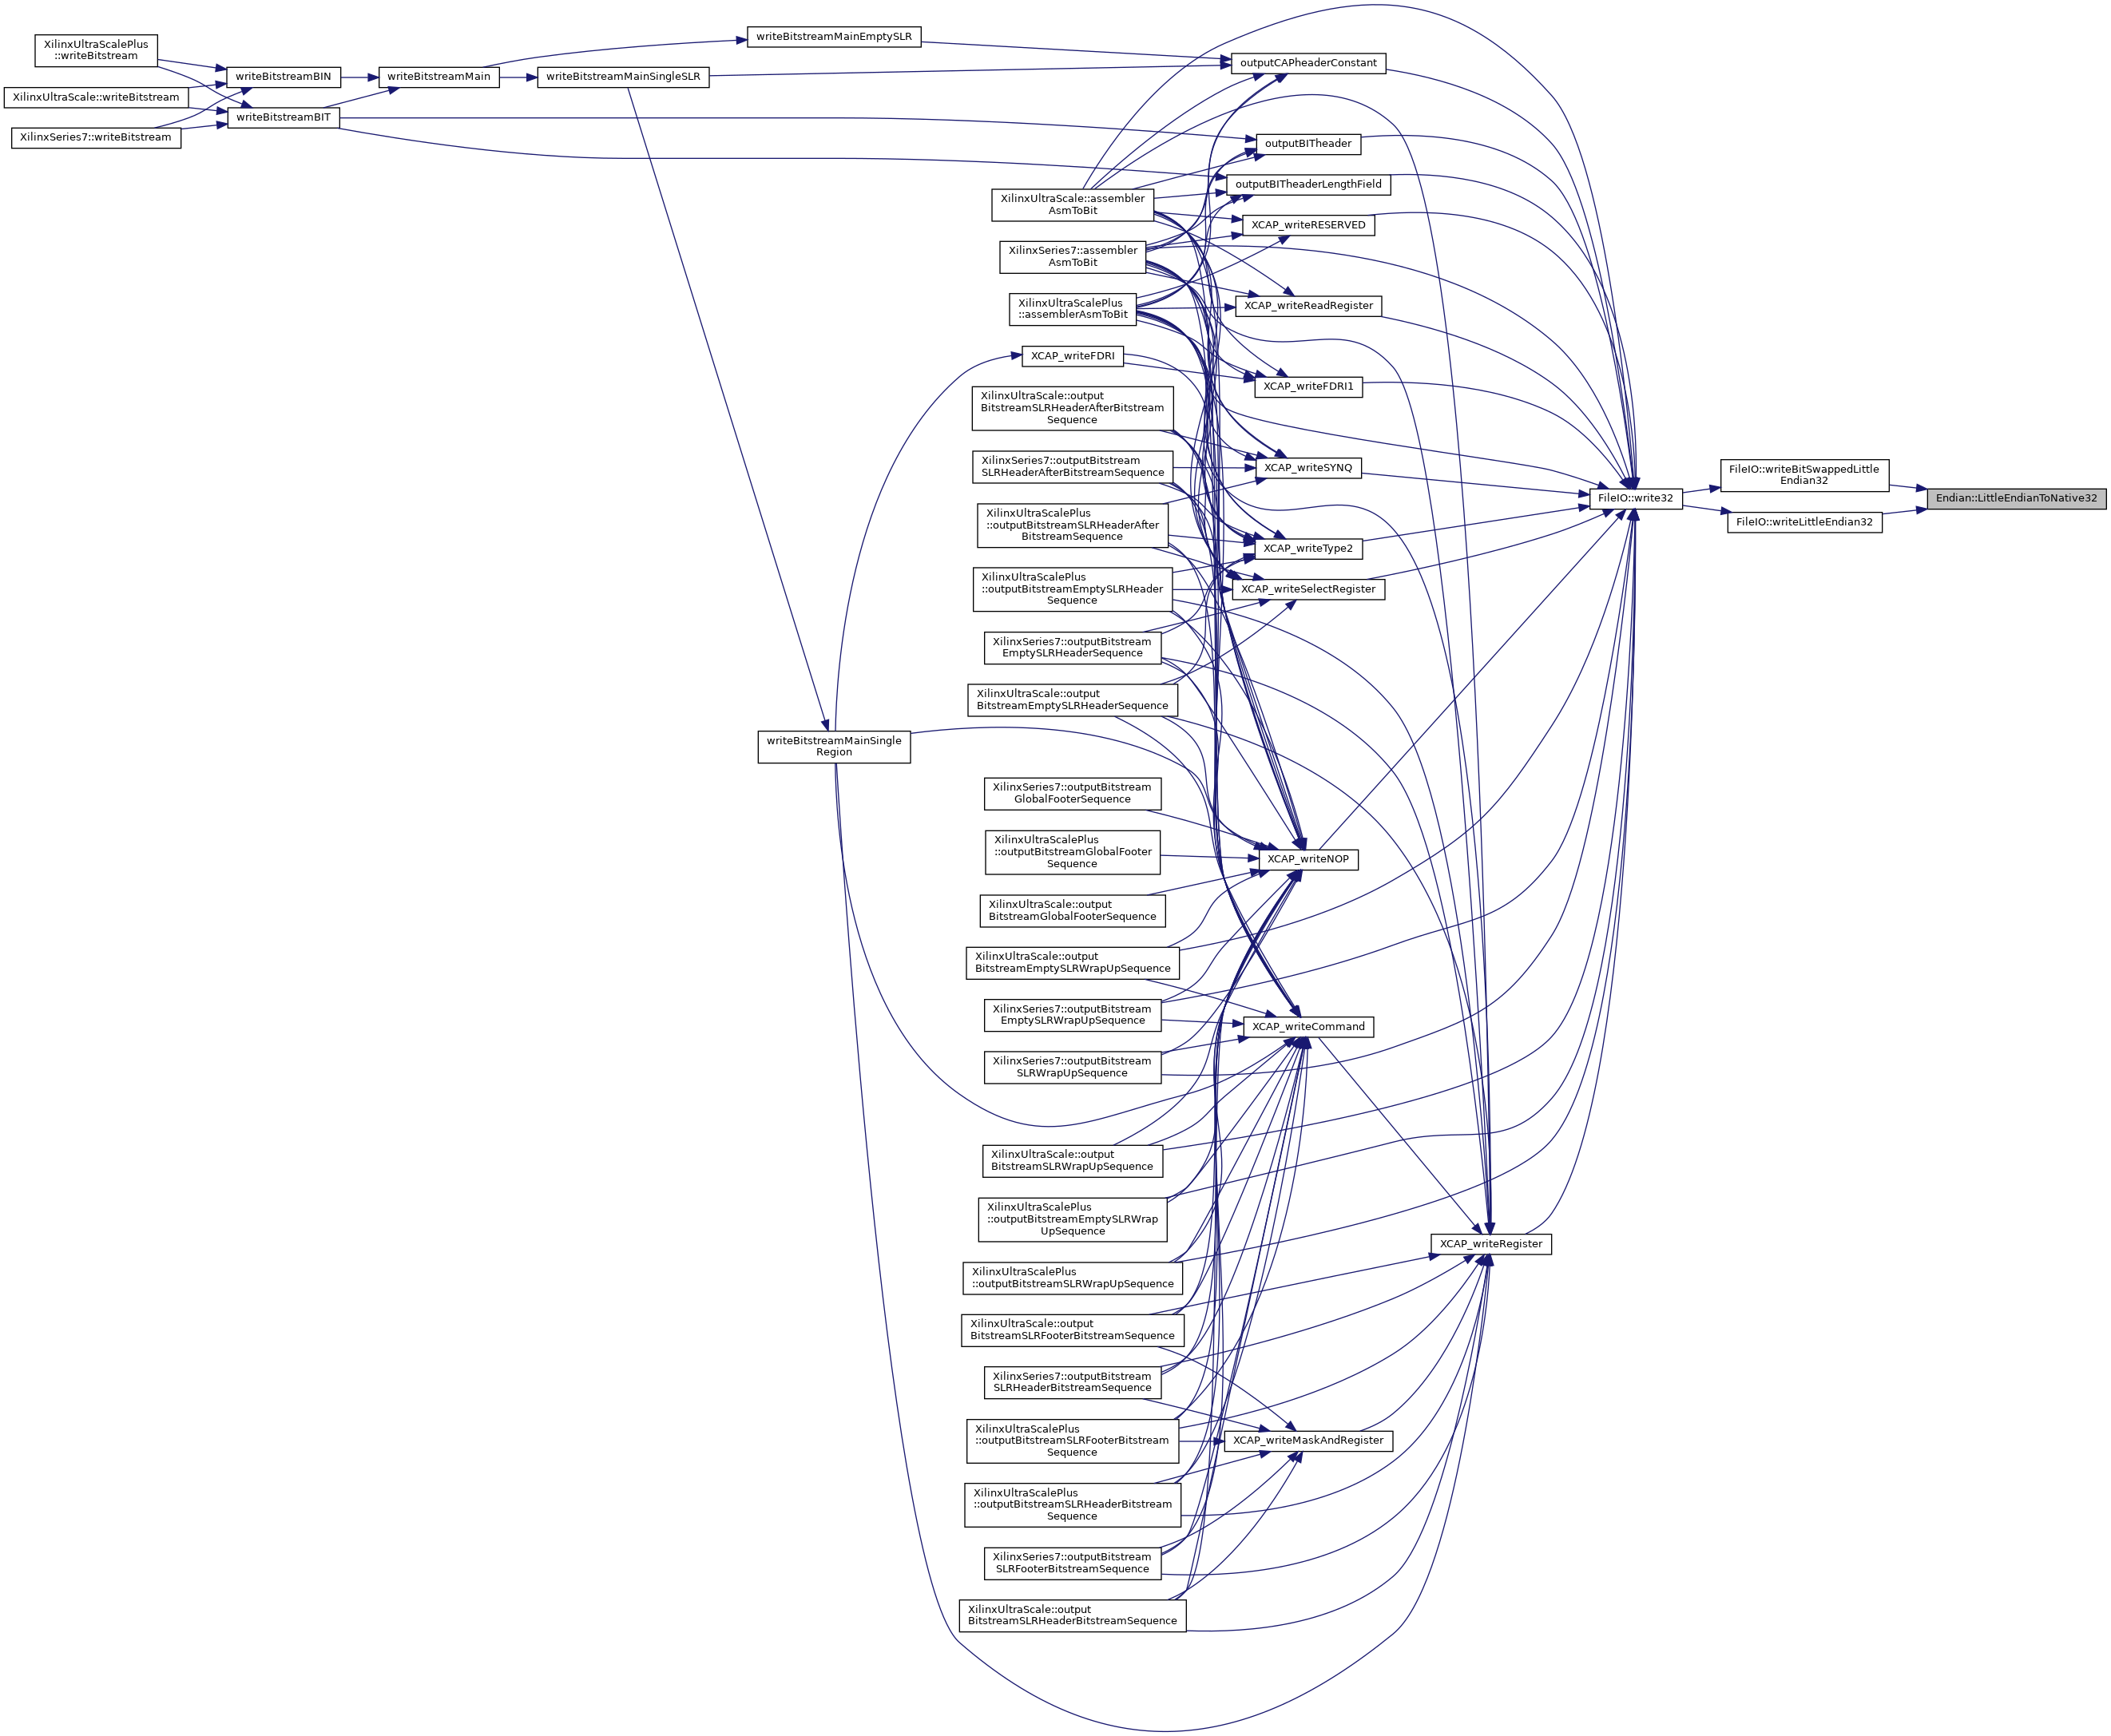 XilinxUltraScalePlus
::writeBitstream
XilinxUltraScale::writeBitstream
XilinxSeries7::writeBitstream
writeBitstreamBIN
writeBitstreamBIT
writeBitstreamMain
writeBitstreamMainEmptySLR
writeBitstreamMainSingleSLR
writeBitstreamMainSingle
Region
XilinxUltraScale::assembler
AsmToBit
XilinxSeries7::assembler
AsmToBit
XilinxUltraScalePlus
::assemblerAsmToBit
XCAP_writeFDRI
XilinxUltraScale::output
BitstreamSLRHeaderAfterBitstream
Sequence
XilinxSeries7::outputBitstream
SLRHeaderAfterBitstreamSequence
XilinxUltraScalePlus
::outputBitstreamSLRHeaderAfter
BitstreamSequence
XilinxUltraScalePlus
::outputBitstreamEmptySLRHeader
Sequence
XilinxSeries7::outputBitstream
EmptySLRHeaderSequence
XilinxUltraScale::output
BitstreamEmptySLRHeaderSequence
XilinxSeries7::outputBitstream
GlobalFooterSequence
XilinxUltraScalePlus
::outputBitstreamGlobalFooter
Sequence
XilinxUltraScale::output
BitstreamGlobalFooterSequence
XilinxUltraScale::output
BitstreamEmptySLRWrapUpSequence
XilinxSeries7::outputBitstream
EmptySLRWrapUpSequence
XilinxSeries7::outputBitstream
SLRWrapUpSequence
XilinxUltraScale::output
BitstreamSLRWrapUpSequence
XilinxUltraScalePlus
::outputBitstreamEmptySLRWrap
UpSequence
XilinxUltraScalePlus
::outputBitstreamSLRWrapUpSequence
XilinxUltraScale::output
BitstreamSLRFooterBitstreamSequence
XilinxSeries7::outputBitstream
SLRHeaderBitstreamSequence
XilinxUltraScalePlus
::outputBitstreamSLRFooterBitstream
Sequence
XilinxUltraScalePlus
::outputBitstreamSLRHeaderBitstream
Sequence
XilinxSeries7::outputBitstream
SLRFooterBitstreamSequence
XilinxUltraScale::output
BitstreamSLRHeaderBitstreamSequence
outputCAPheaderConstant
outputBITheader
outputBITheaderLengthField
XCAP_writeRESERVED
XCAP_writeReadRegister
XCAP_writeFDRI1
XCAP_writeSYNQ
XCAP_writeType2
XCAP_writeSelectRegister
XCAP_writeNOP
XCAP_writeCommand
XCAP_writeMaskAndRegister
XCAP_writeRegister
FileIO::write32
FileIO::writeBitSwappedLittle
Endian32
FileIO::writeLittleEndian32
Endian::LittleEndianToNative32